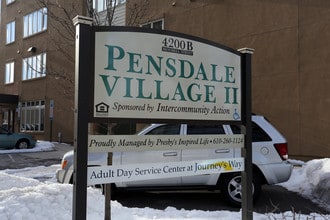 4200B
PENSDALE
VILLAGE II
Sponsored by Intercommunity Action
Proudly Managed by Presby's Inspired Life • 610-260-1124
Adult Day Service Center at Journey's Way